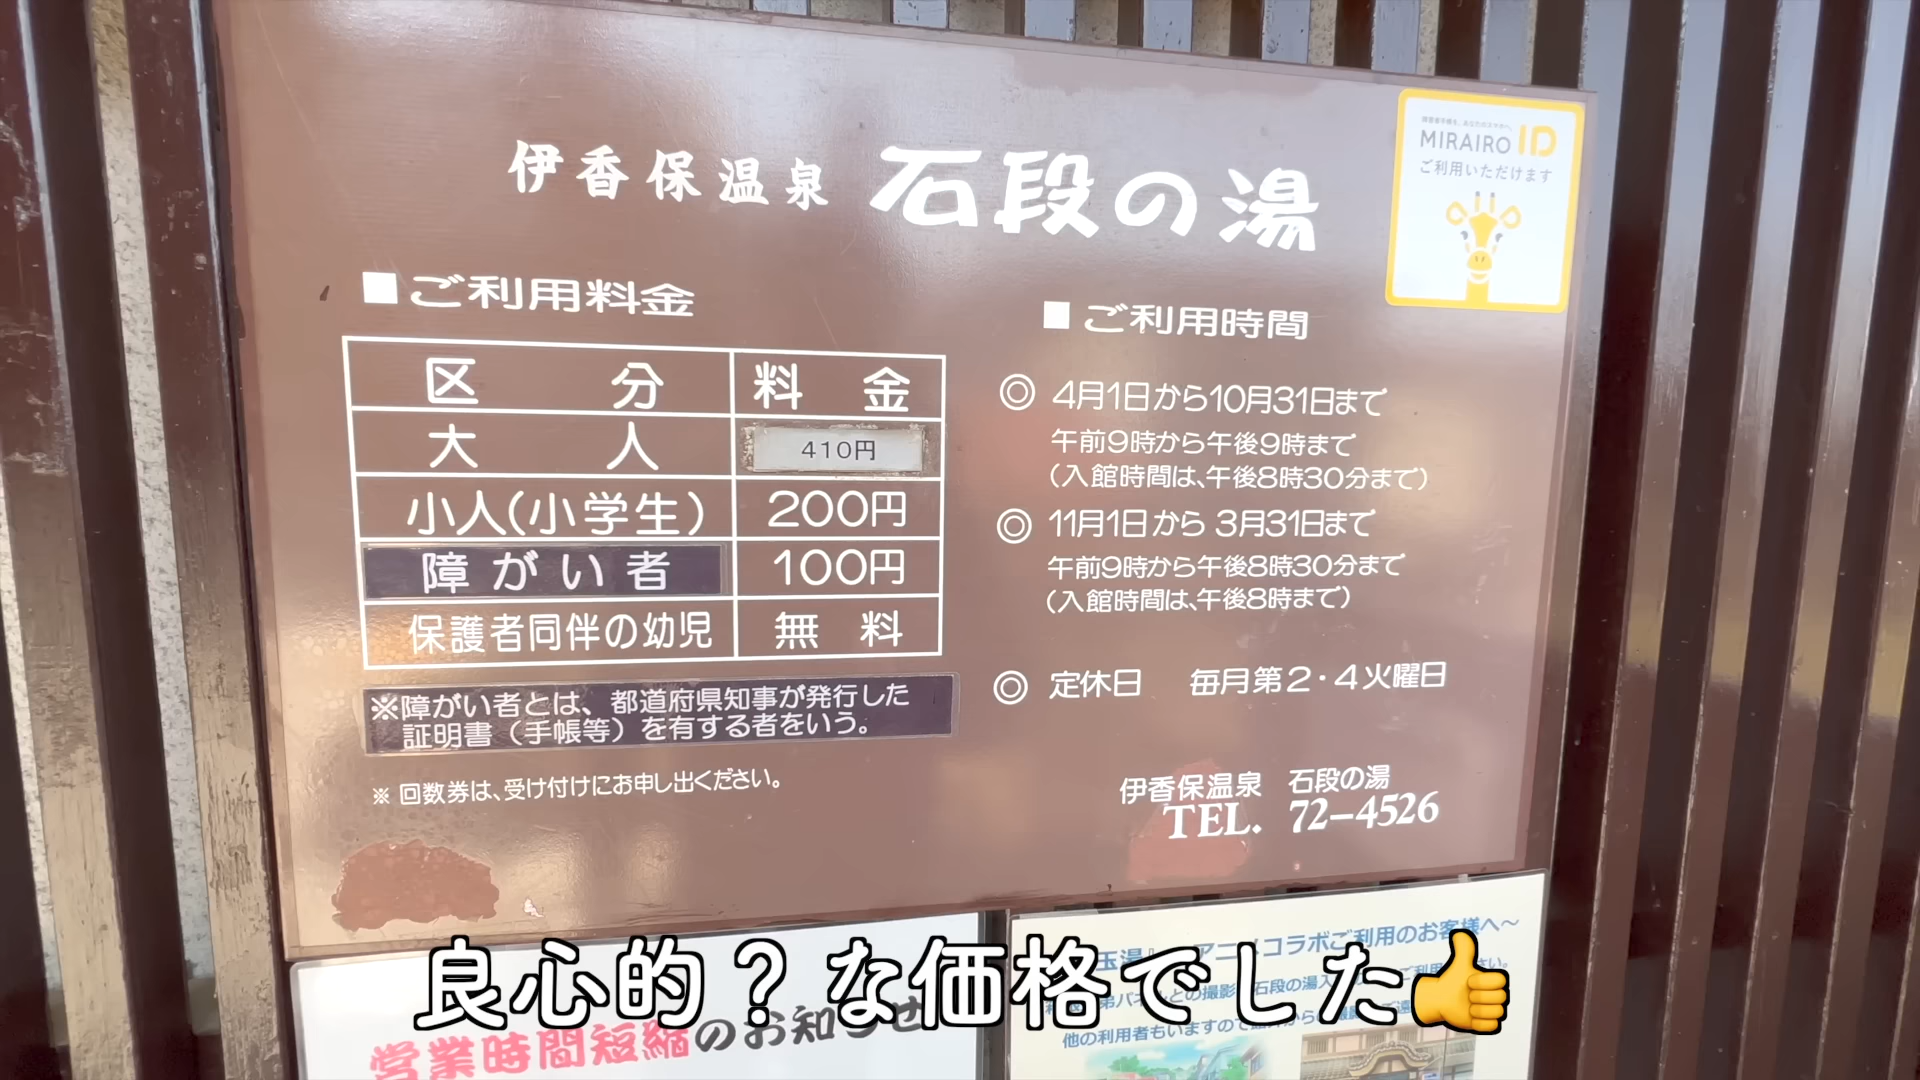 伊香保温泉 石段の湯
MIRAIRO ID
ご利用いただけます
■ご利用料金
区分 料金
大人 410円
小人(小学生) 200円
障がい者 100円
保護者同伴の幼児 無料
※障がい者とは、都道府県知事が発行した
証明書(手帳等)を有する者をいう。
※ 回数券は、受け付けにお申し出ください。
■ご利用時間
◎ 4月1日から10月31日まで
午前9時から午後9時まで
(入館時間は、午後8時30分まで)
◎ 11月1日から 3月31日まで
午前9時から午後8時30分まで
(入館時間は、午後8時まで)
◎ 定休日 毎月第2・4火曜日
伊香保温泉 石段の湯
TEL. 72-4526
良心的?な価格でした👍
営業時間短縮のお知らせ
コラボご利用のお客様へ~
他の利用者もいますので